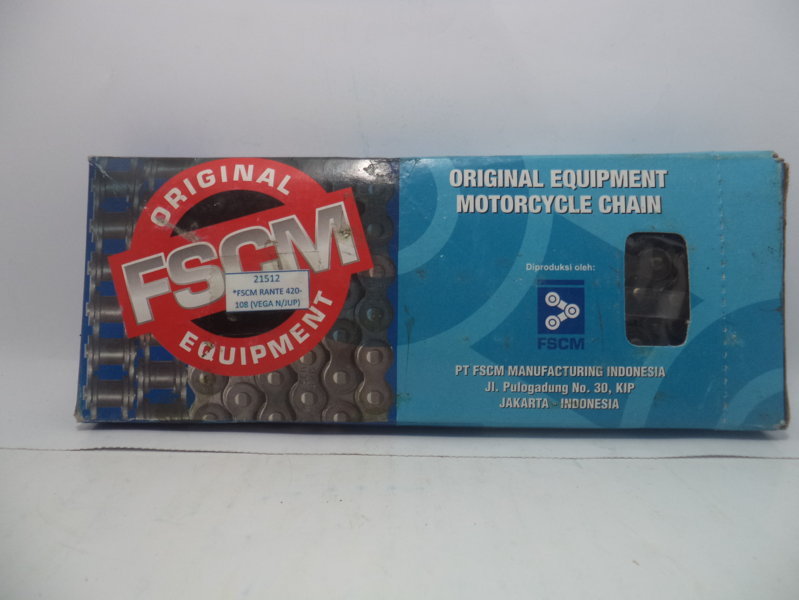 ORIGINAL
FSCM
EQUIPMENT
21512
*FSCM RANTE 420-
108 (VEGA N/JUP)
ORIGINAL EQUIPMENT
MOTORCYCLE CHAIN
Diproduksi oleh:
FSCM
PT FSCM MANUFACTURING INDONESIA
Jl. Pulogadung No. 30, KIP
JAKARTA - INDONESIA